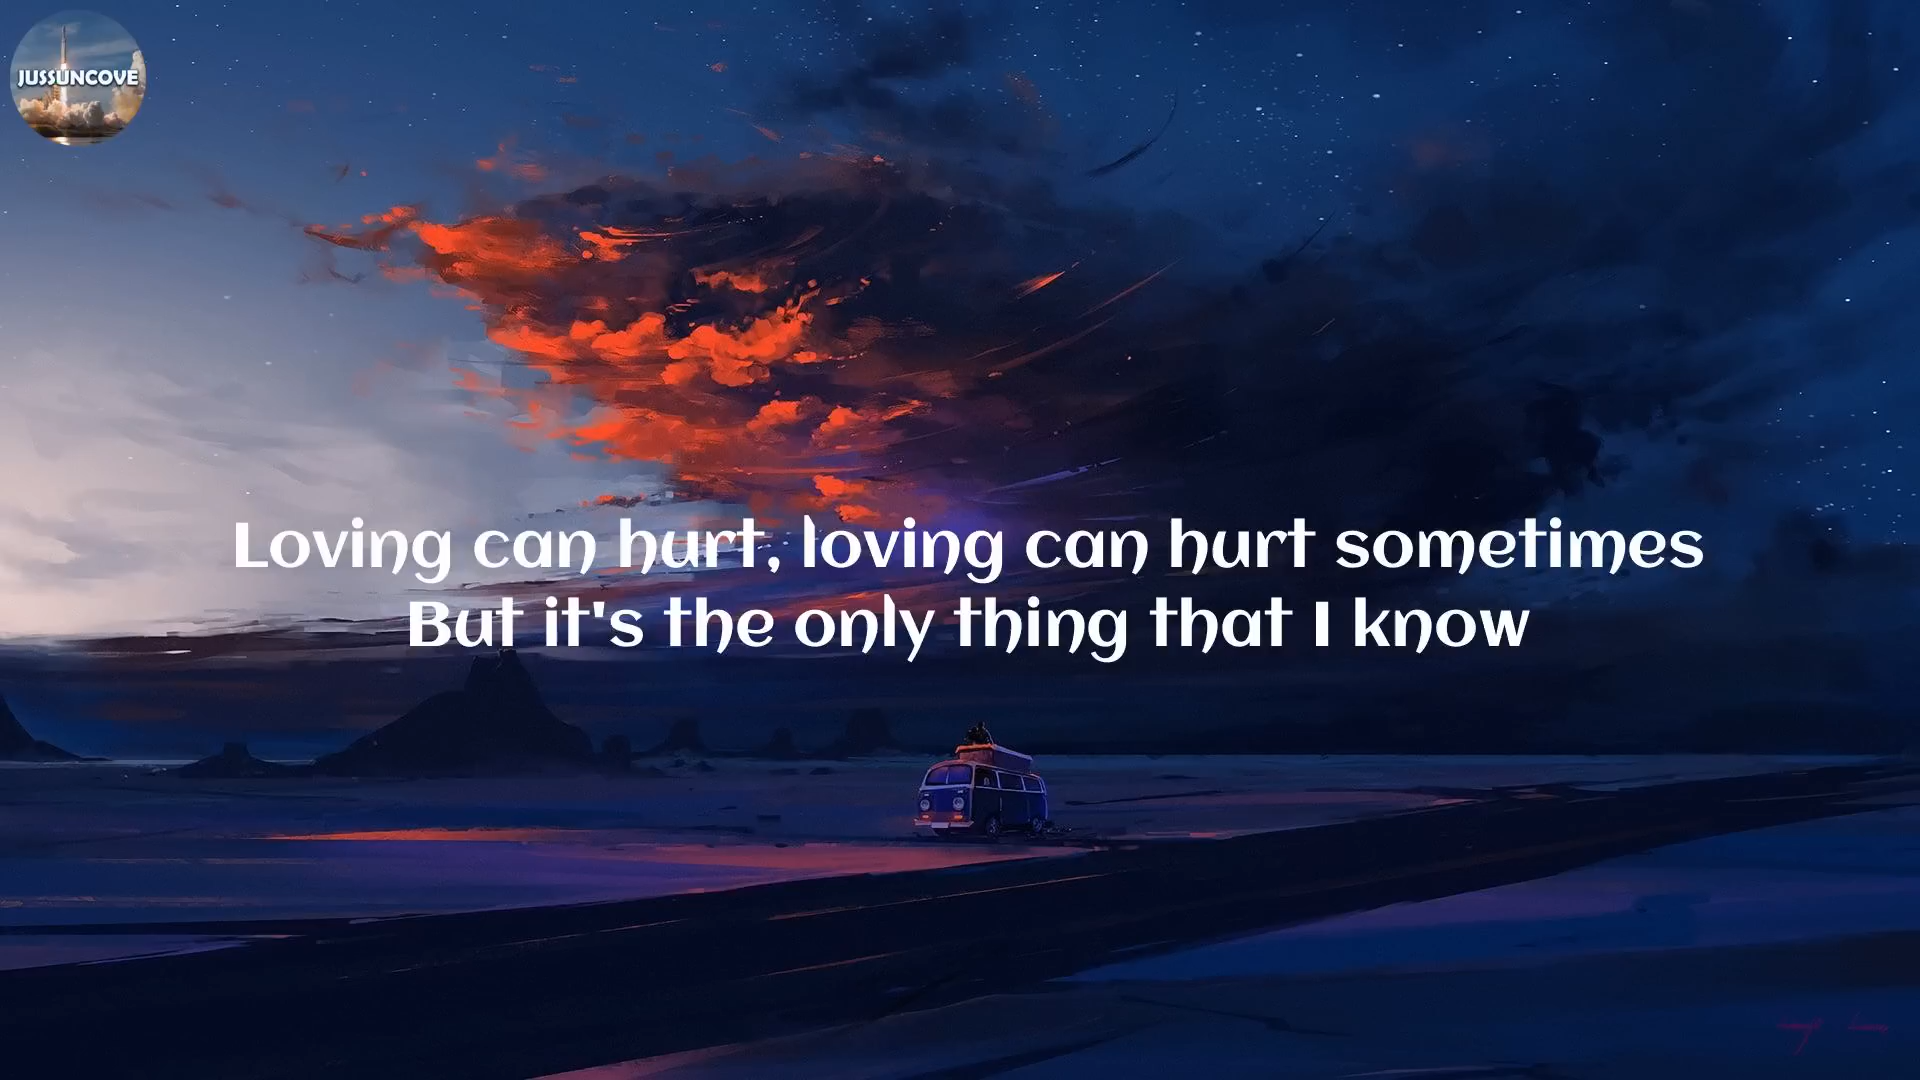 JUSSUNCOVE
Loving can hurt, loving can hurt sometimes
But it's the only thing that I know